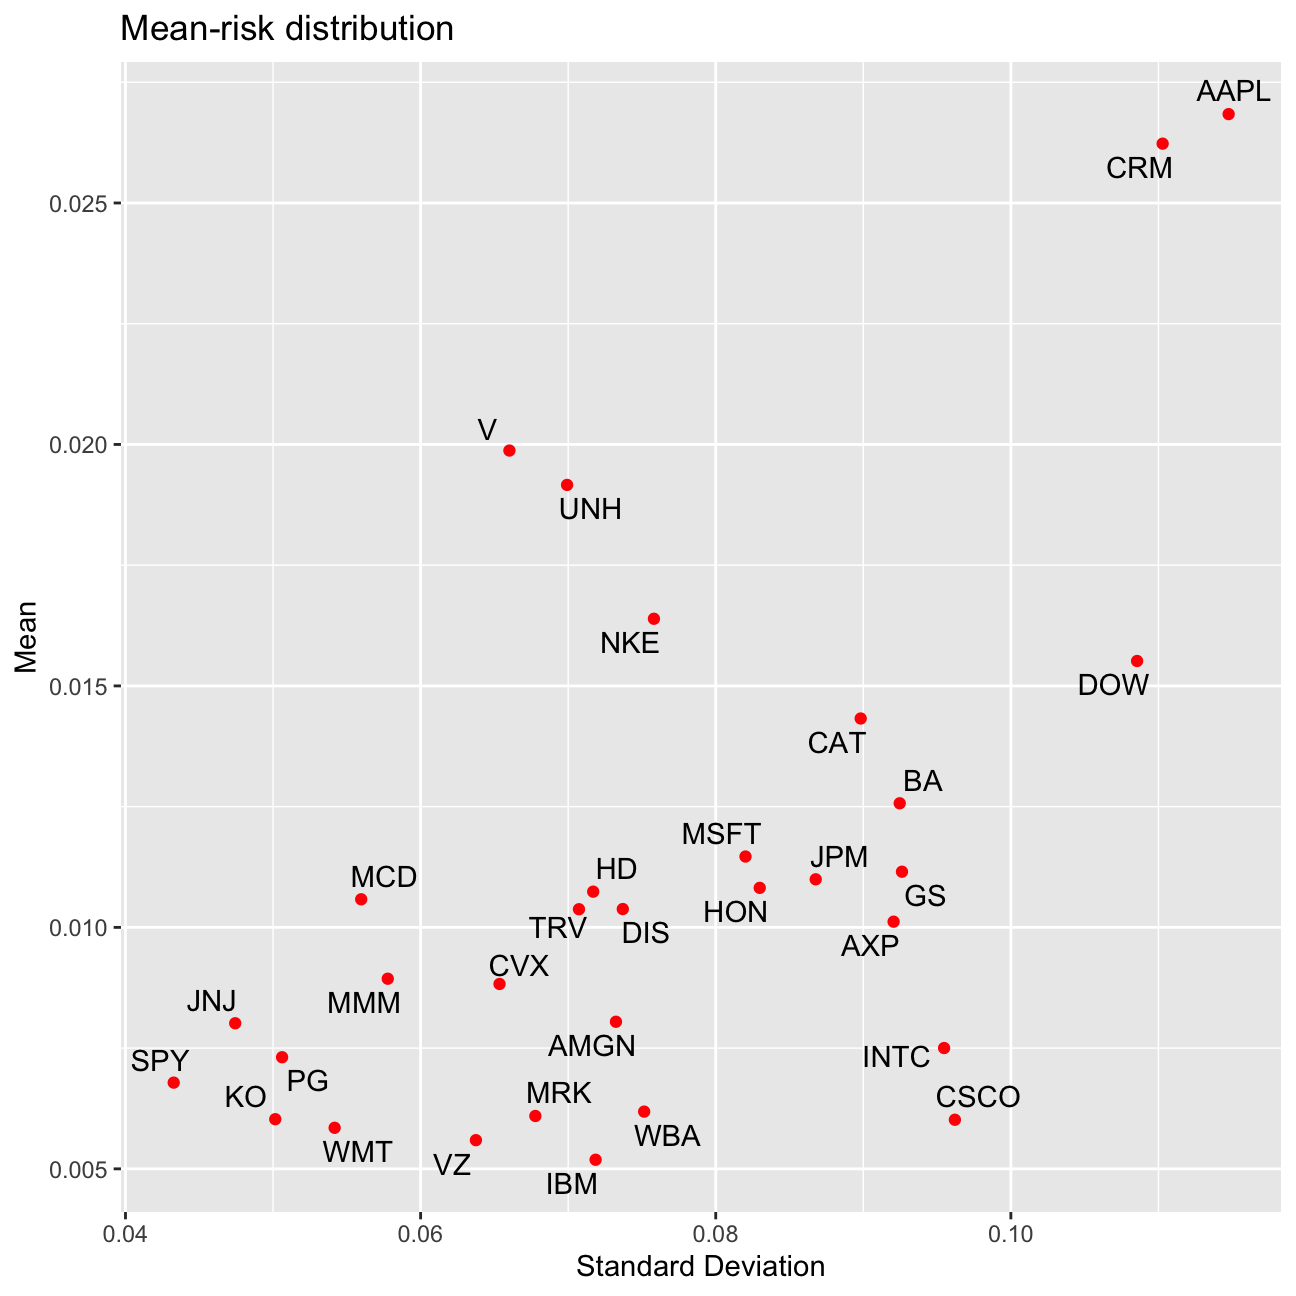 Mean-risk distribution
AAPL
CRM
0.025
V
0.020
UNH
NKE
Mean
DOW
0.015
CAT
BA
MSFT
JPM
HD
MCD
GS
HON
TRV
DIS
0.010
AXP
CVX
JNJ
MMM
AMGN
INTC
SPY
PG
MRK
KO
CSCO
WBA
WMT
VZ
0.005
IBM
0.04
0.06
0.08
0.10
Standard Deviation